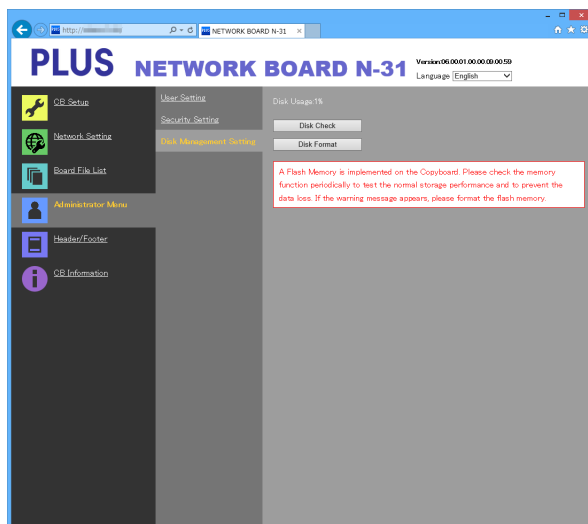 http://
NETWORK BOARD N-31
PLUS
NETWORK BOARD N-31
Version:06.00.01.00.00.09.00.59
Language English
CB Setup
Network Setting
Board File List
Administrator Menu
Header/Footer
CB Information
User Setting
Security Setting
Disk Management Setting
Disk Usage:1%
Disk Check
Disk Format
A Flash Memory is implemented on the Copyboard. Please check the memory
function periodically to test the normal storage performance and to prevent the
data loss. If the warning message appears, please format the flash memory.